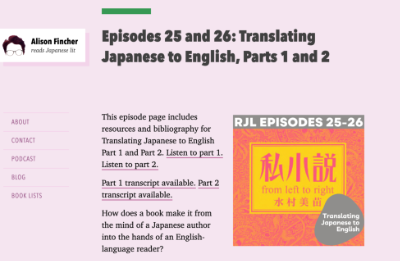 Episodes 25 and 26: Translating
Japanese to English, Parts 1 and 2
Alison Fincher
reads Japanese lit
ABOUT
CONTACT
PODCAST
BLOG
BOOK LISTS
This episode page includes
resources and bibliography for
Translating Japanese to English
Part 1 and Part 2. Listen to part 1.
Listen to part 2.
Part 1 transcript available. Part 2
transcript available.
How does a book make it from
the mind of a Japanese author
into the hands of an English-
language reader?
RJL EPISODES 25-26
私小説
from left to right
水村美苗
Translating
Japanese to
English